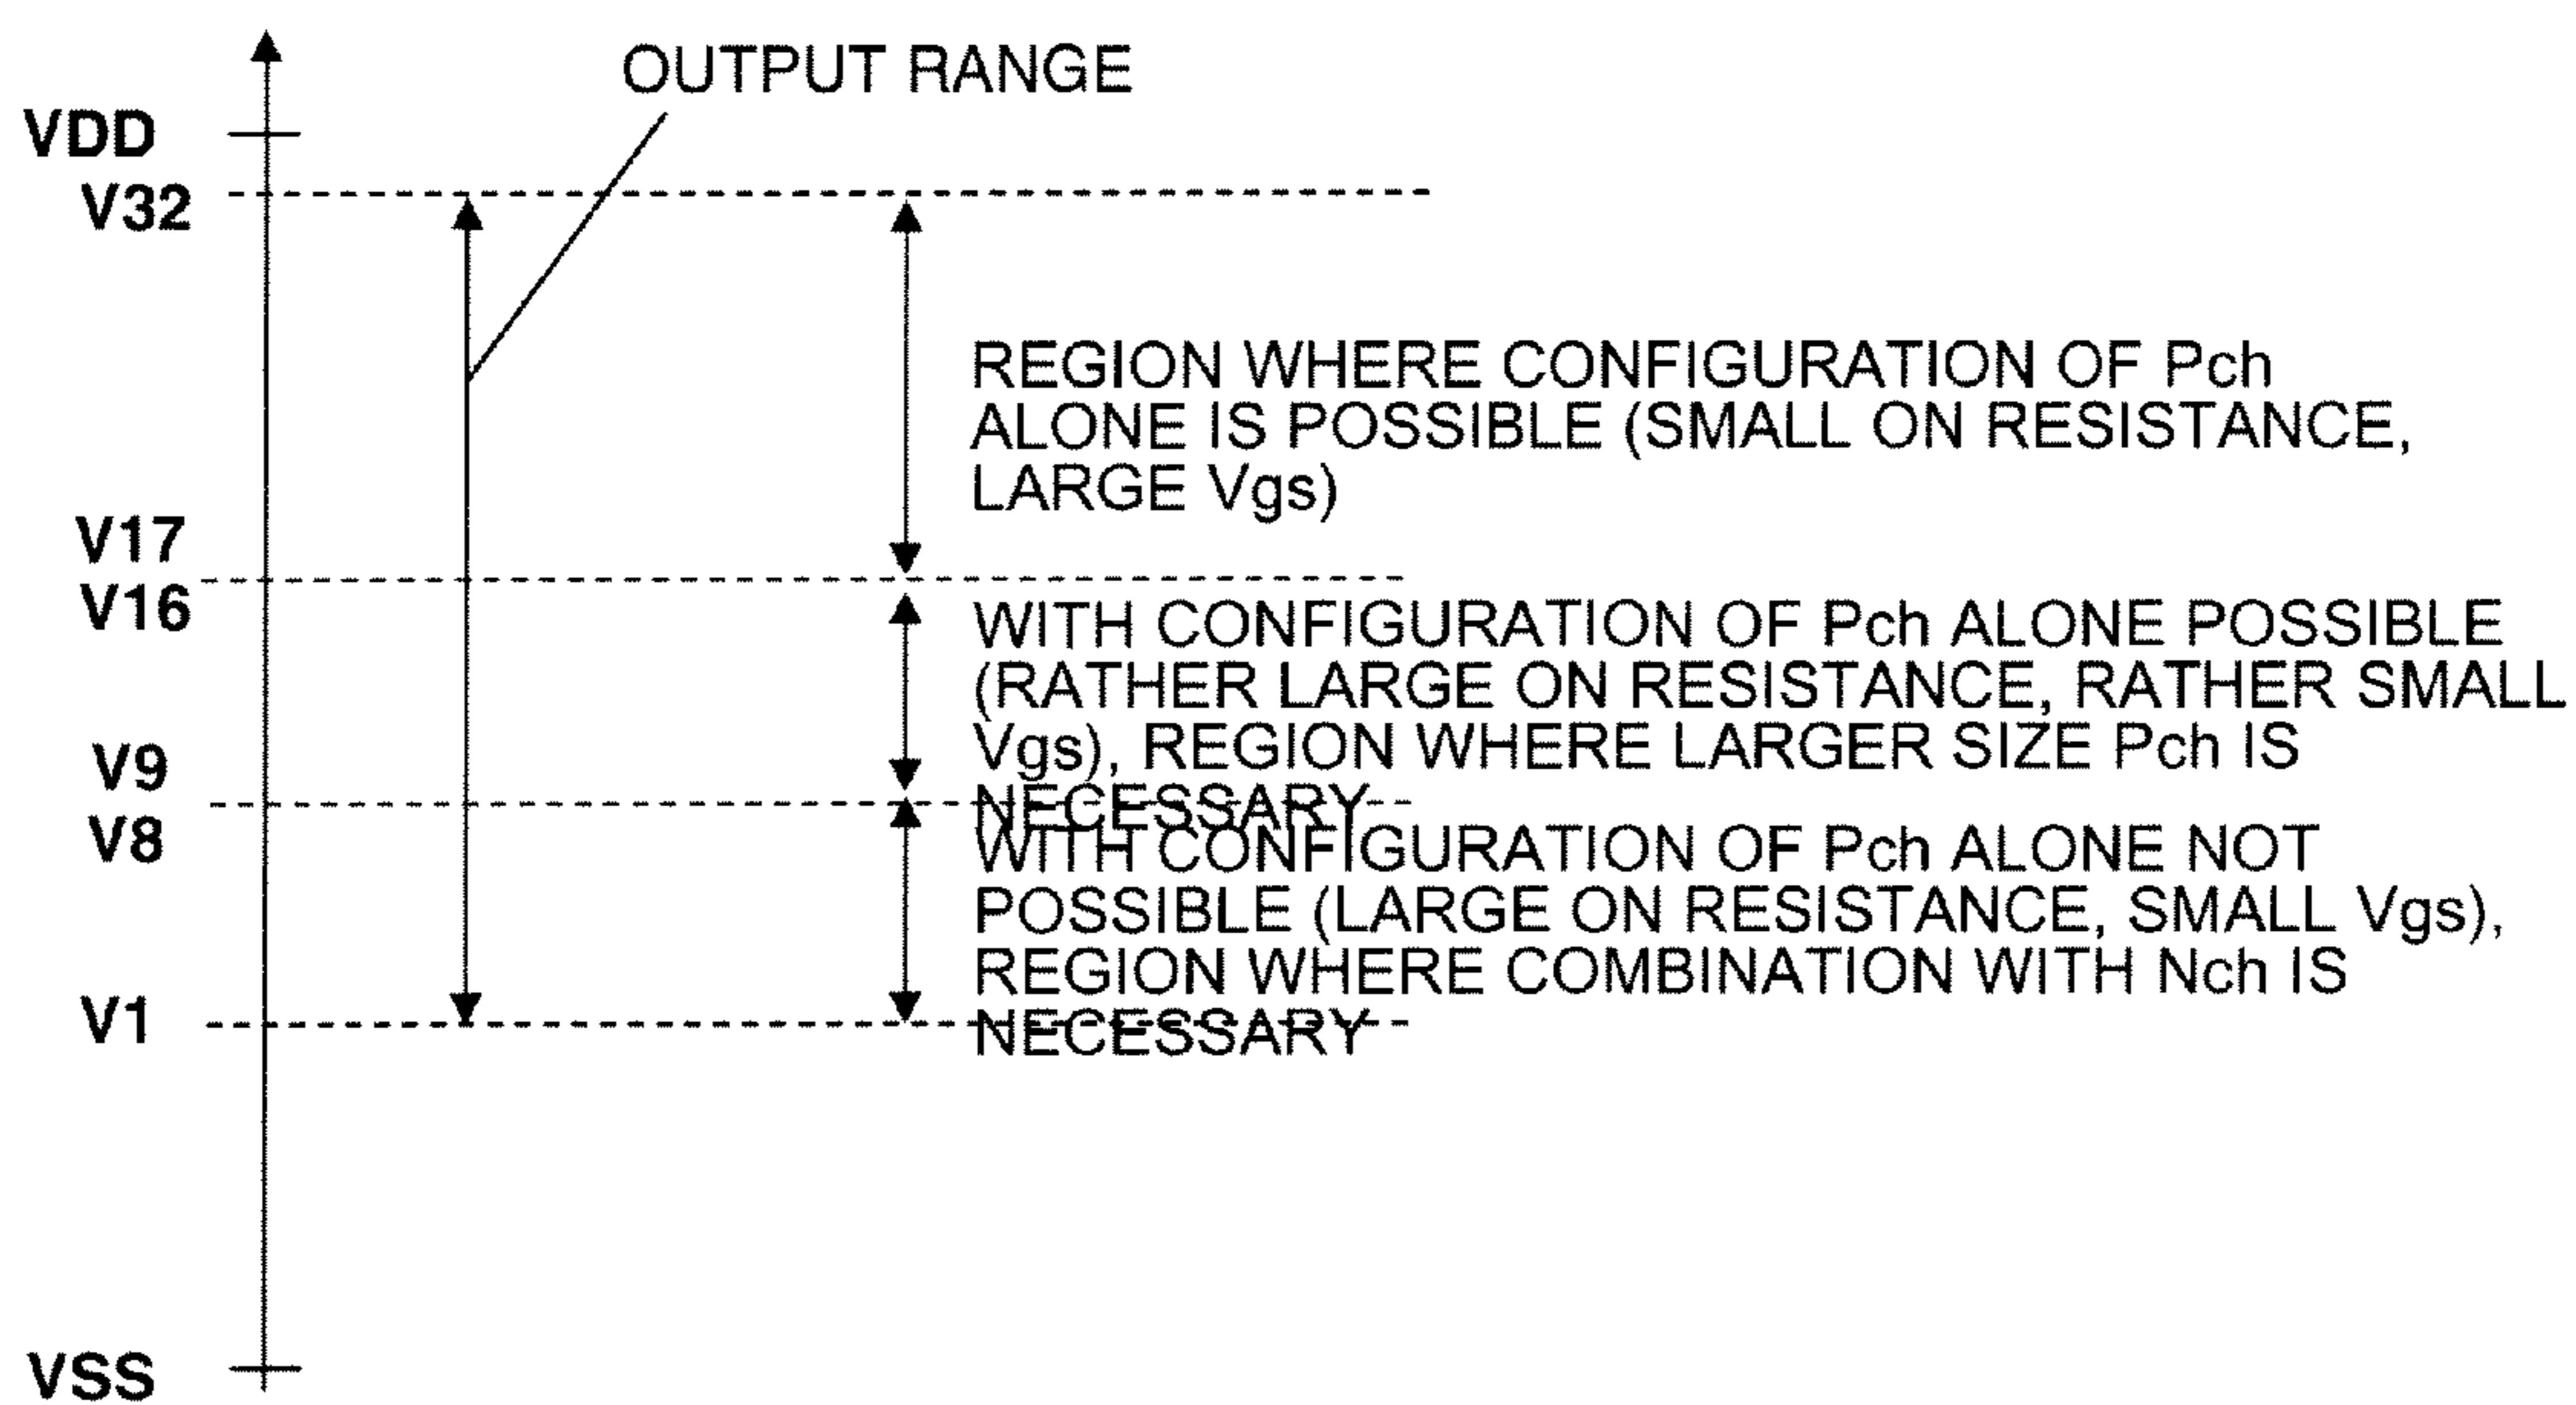 OUTPUT RANGE
VDD
V32
REGION WHERE CONFIGURATION OF Pch
ALONE IS POSSIBLE (SMALL ON RESISTANCE,
LARGE Vgs)
V17
V16
WITH CONFIGURATION OF Pch ALONE POSSIBLE
(RATHER LARGE ON RESISTANCE, RATHER SMALL
Vgs), REGION WHERE LARGER SIZE Pch IS
NECESSARY
V9
V8
WITH CONFIGURATION OF Pch ALONE NOT
POSSIBLE (LARGE ON RESISTANCE, SMALL Vgs),
REGION WHERE COMBINATION WITH Nch IS
NECESSARY
V1
VSS